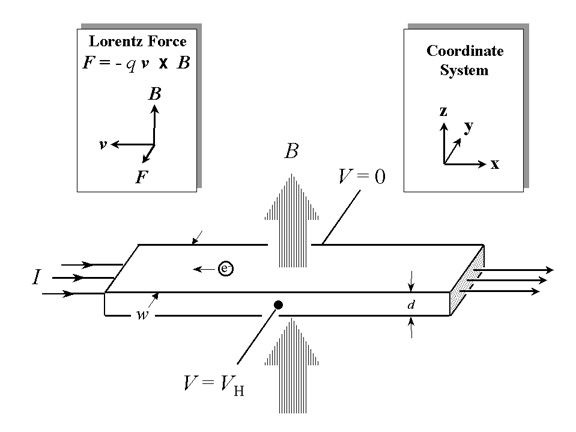 Lorentz Force
F = - q v x B
B
v
F
Coordinate
System
z
y
x
B
V = 0
e-
I
w
d
V = VH